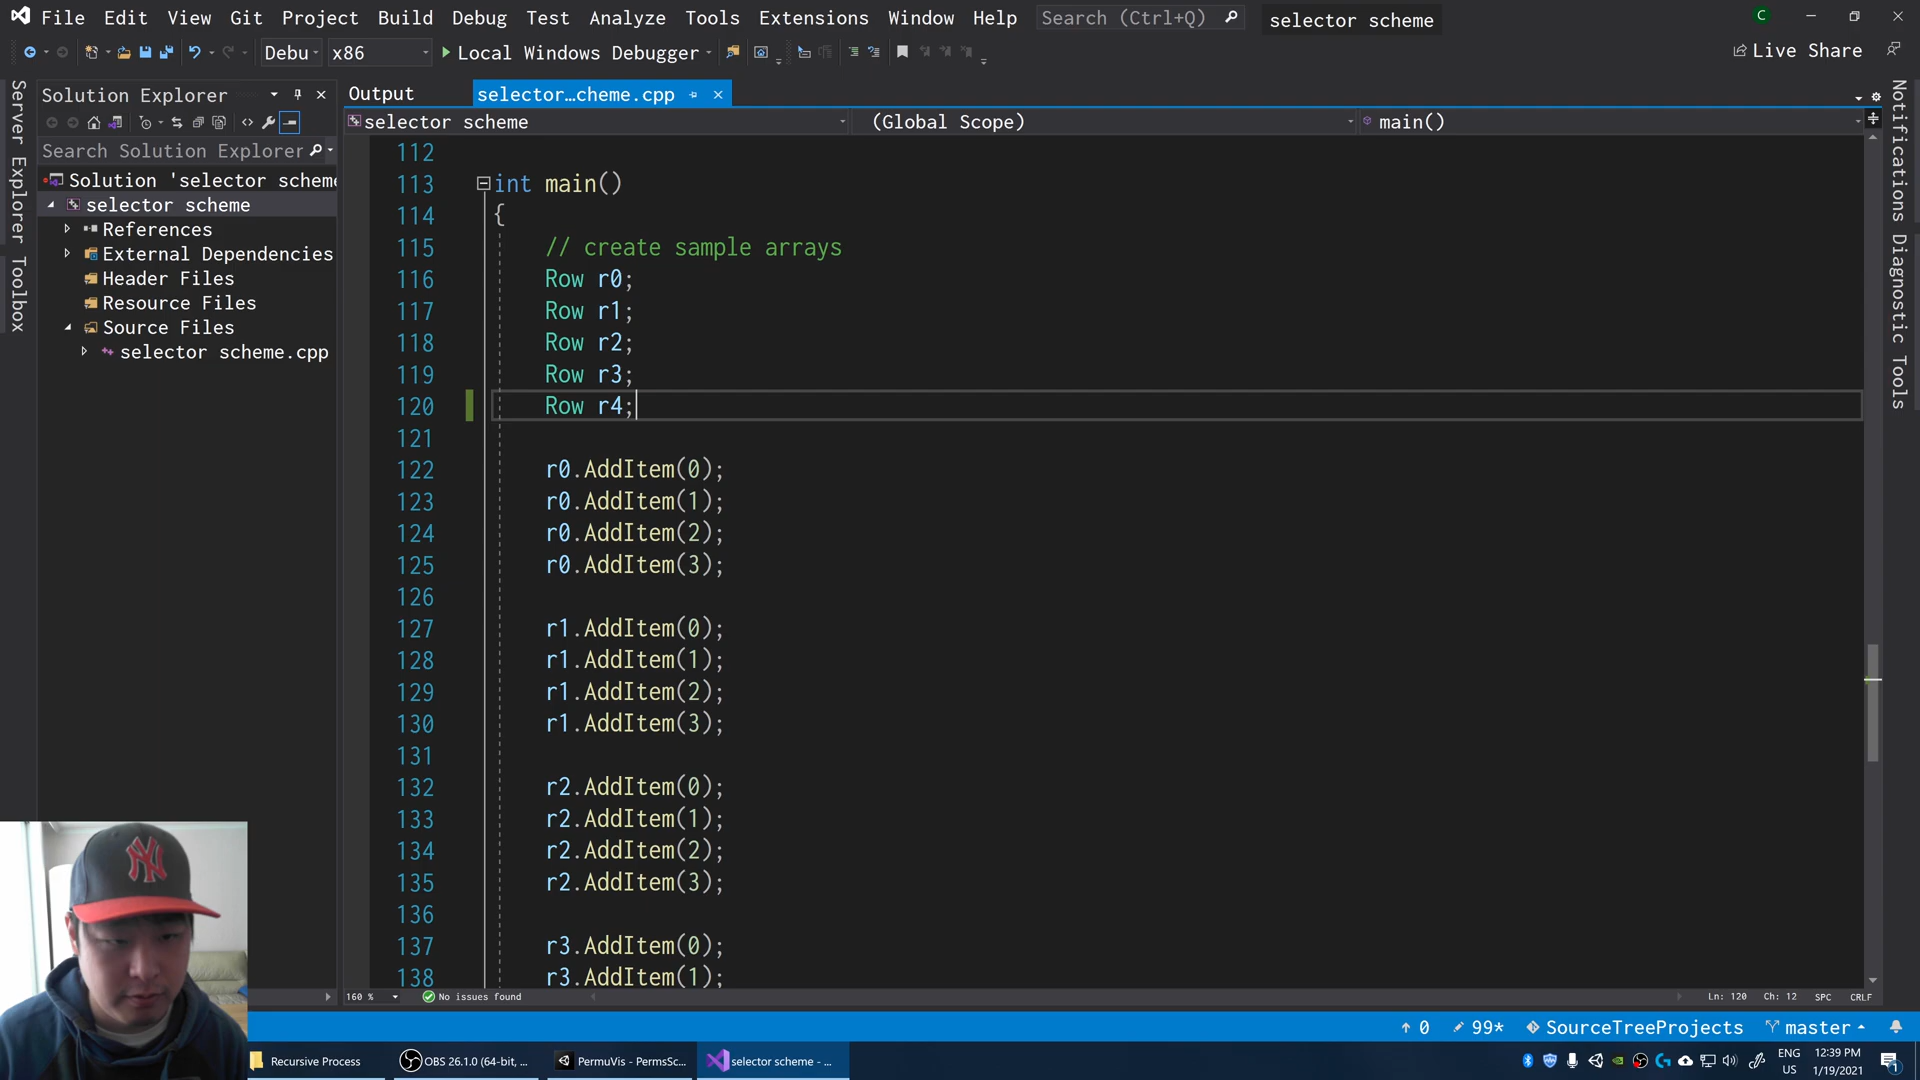 File Edit View Git Project Build Debug Test Analyze Tools Extensions Window Help Search (Ctrl+Q) selector scheme C
Debu x86 Local Windows Debugger Live Share
Server Explorer
Toolbox
Solution Explorer
Search Solution Explorer
Solution 'selector scheme
selector scheme
References
External Dependencies
Header Files
Resource Files
Source Files
selector scheme.cpp
Output selector…cheme.cpp
selector scheme (Global Scope) main()
112
113 int main()
114 {
115 // create sample arrays
116 Row r0;
117 Row r1;
118 Row r2;
119 Row r3;
120 Row r4;
121
122 r0.AddItem(0);
123 r0.AddItem(1);
124 r0.AddItem(2);
125 r0.AddItem(3);
126
127 r1.AddItem(0);
128 r1.AddItem(1);
129 r1.AddItem(2);
130 r1.AddItem(3);
131
132 r2.AddItem(0);
133 r2.AddItem(1);
134 r2.AddItem(2);
135 r2.AddItem(3);
136
137 r3.AddItem(0);
138 r3.AddItem(1);
Notifications
Diagnostic Tools
160 % No issues found Ln: 120 Ch: 12 SPC CRLF
0 99* SourceTreeProjects master
NY
Recursive Process OBS 26.1.0 (64-bit, ... PermuVis - PermsSc... selector scheme - ... ENG 12:39 PM
US 1/19/2021 1